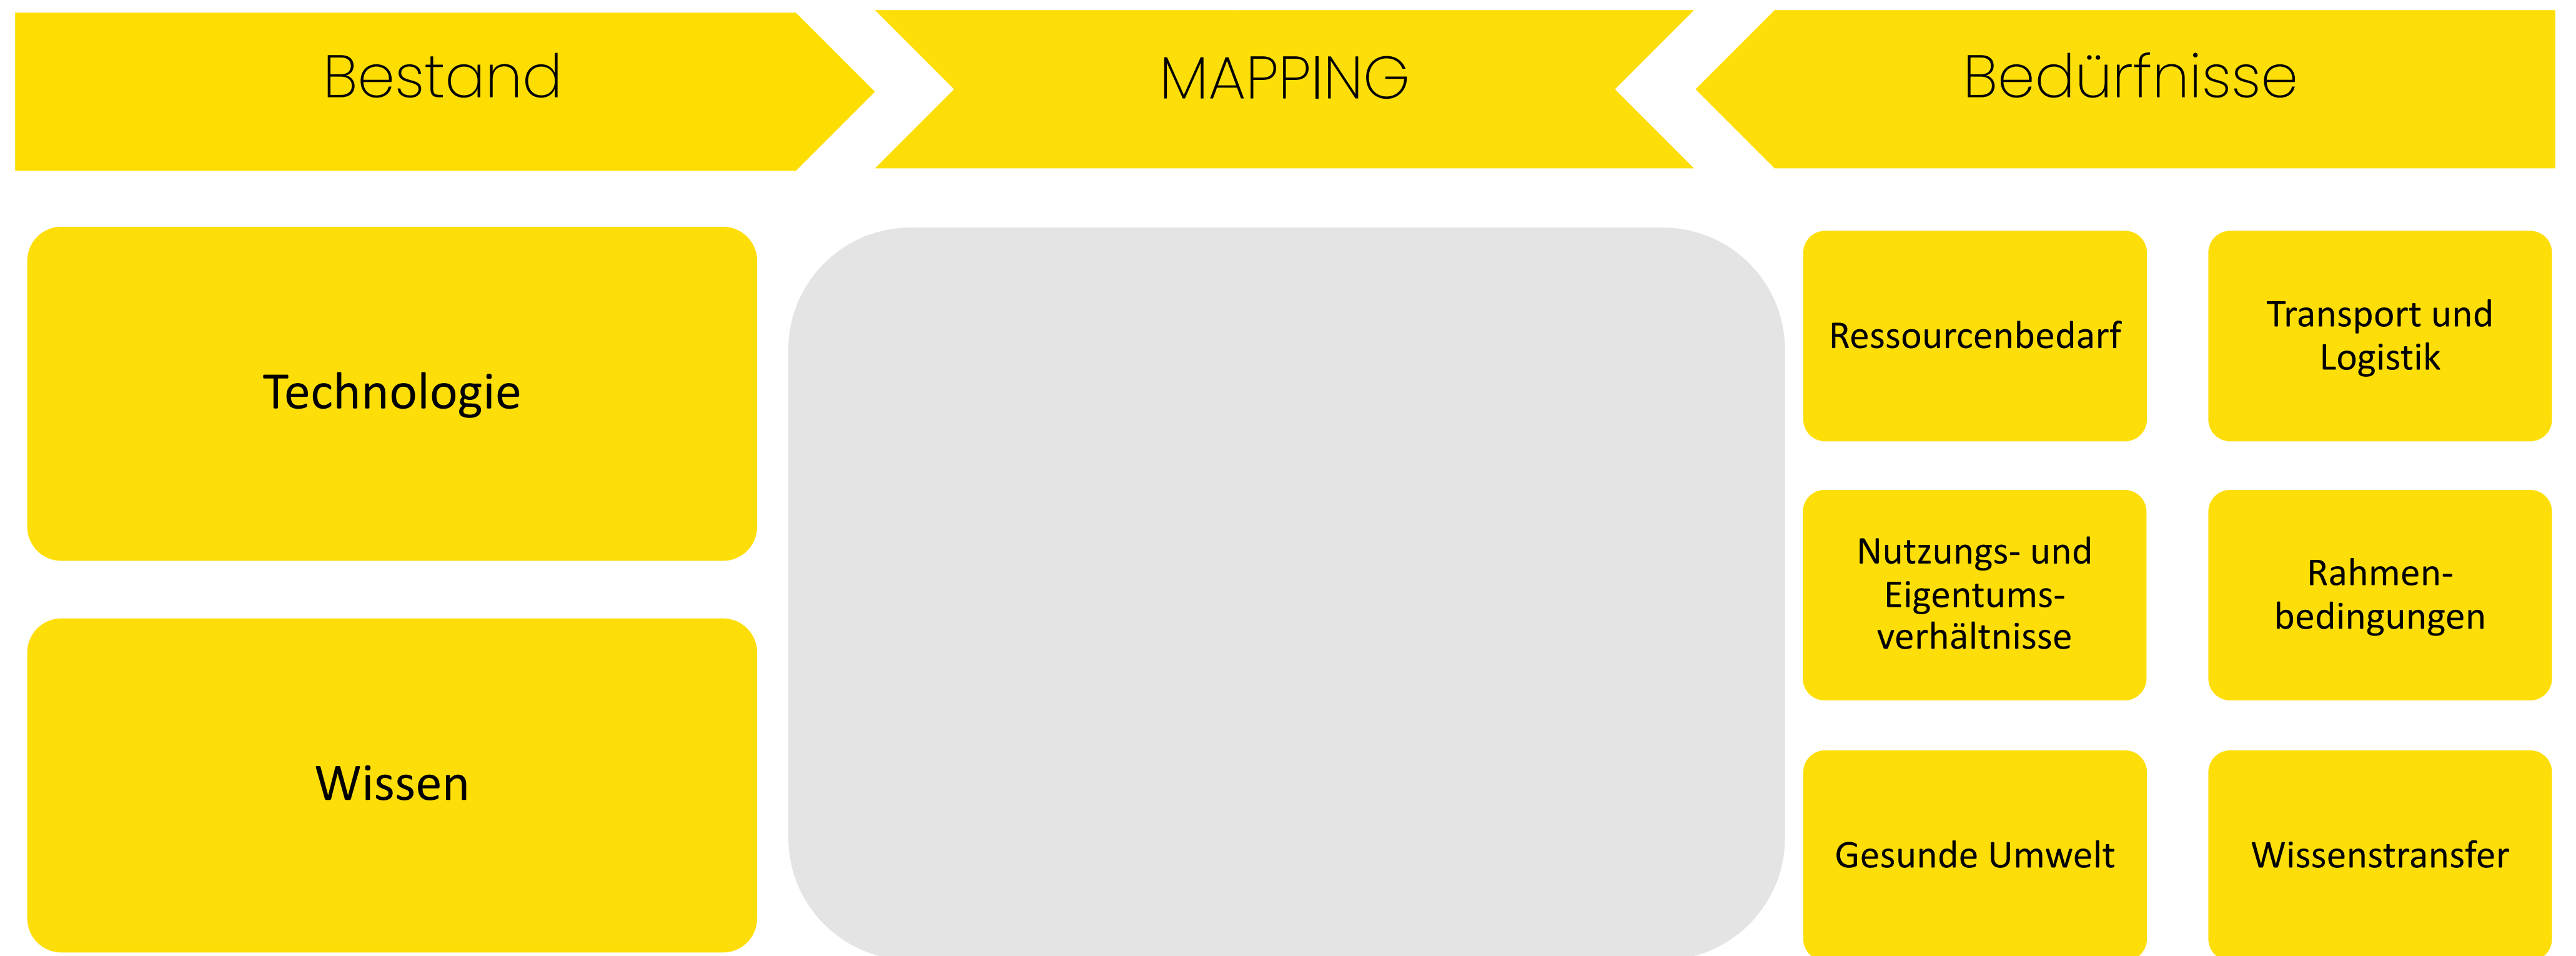 Bestand
MAPPING
Bedürfnisse
Technologie
Wissen
Ressourcenbedarf
Transport und
Logistik
Nutzungs- und
Eigentums-
verhältnisse
Rahmen-
bedingungen
Gesunde Umwelt
Wissenstransfer